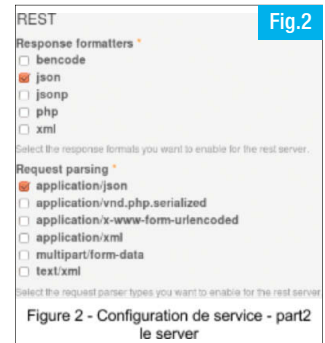 REST
Fig.2
Response formatters *
bencode
json
jsonp
php
xml
Select the response formats you want to enable for the rest server.
Request parsing *
application/json
application/vnd.php.serialized
application/x-www-form-urlencoded
application/xml
multipart/form-data
text/xml
Select the request parser types you want to enable for the rest server
Figure 2 - Configuration de service - part2
le server